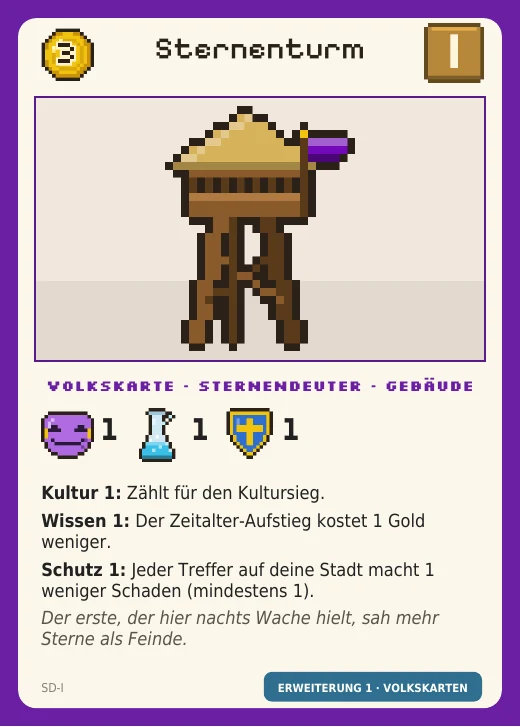 3
Sternenturm
I
VOLKSKARTE · STERNENDEUTER · GEBÄUDE
1 1 1
Kultur 1: Zählt für den Kultursieg.
Wissen 1: Der Zeitalter-Aufstieg kostet 1 Gold
weniger.
Schutz 1: Jeder Treffer auf deine Stadt macht 1
weniger Schaden (mindestens 1).
Der erste, der hier nachts Wache hielt, sah mehr
Sterne als Feinde.
SD-I
ERWEITERUNG 1 · VOLKSKARTEN